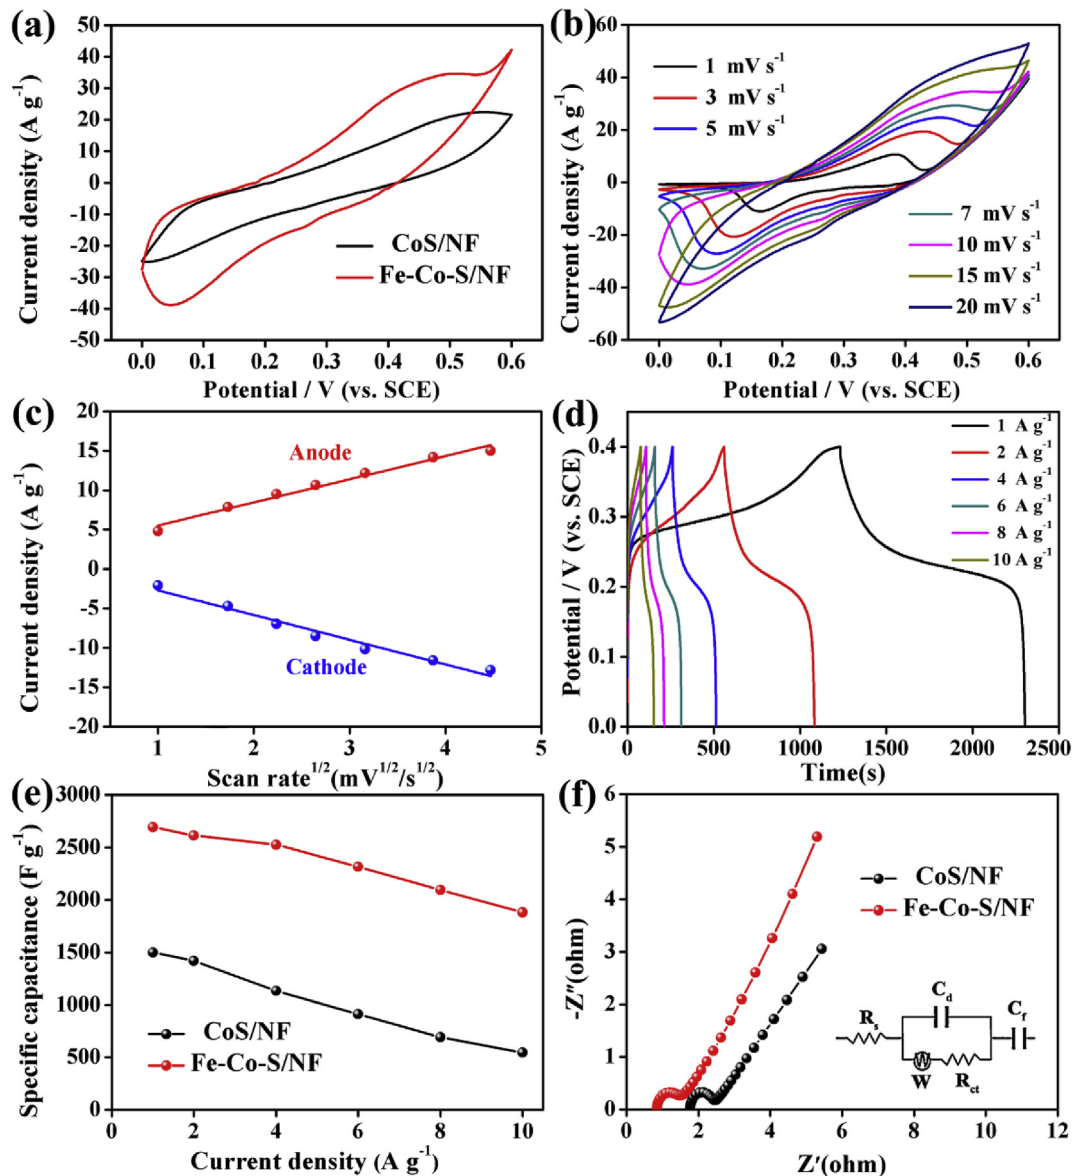 (a)
50
40
30
20
10
0
-10
-20
-30
-40
-50
Current density (A g⁻¹)
CoS/NF
Fe-Co-S/NF
0.0 0.1 0.2 0.3 0.4 0.5 0.6
Potential / V (vs. SCE)
(b)
60
40
20
0
-20
-40
-60
Current density (A g⁻¹)
1 mV s⁻¹
3 mV s⁻¹
5 mV s⁻¹
7 mV s⁻¹
10 mV s⁻¹
15 mV s⁻¹
20 mV s⁻¹
0.0 0.1 0.2 0.3 0.4 0.5 0.6
Potential / V (vs. SCE)
(c)
20
15
10
5
0
-5
-10
-15
-20
Current density (A g⁻¹)
Anode
Cathode
1 2 3 4 5
Scan rate¹/²(mV¹/²/s¹/²)
(d)
0.4
0.3
0.2
0.1
0.0
Potential / V (vs. SCE)
1 A g⁻¹
2 A g⁻¹
4 A g⁻¹
6 A g⁻¹
8 A g⁻¹
10 A g⁻¹
0 500 1000 1500 2000 2500
Time(s)
(e)
3000
2500
2000
1500
1000
500
0
Specific capacitance (F g⁻¹)
CoS/NF
Fe-Co-S/NF
0 2 4 6 8 10
Current density (A g⁻¹)
(f)
6
5
4
3
2
1
0
-Z″(ohm)
CoS/NF
Fe-Co-S/NF
Rs
Cd
Cf
W
Rct
0 2 4 6 8 10 12
Z′(ohm)